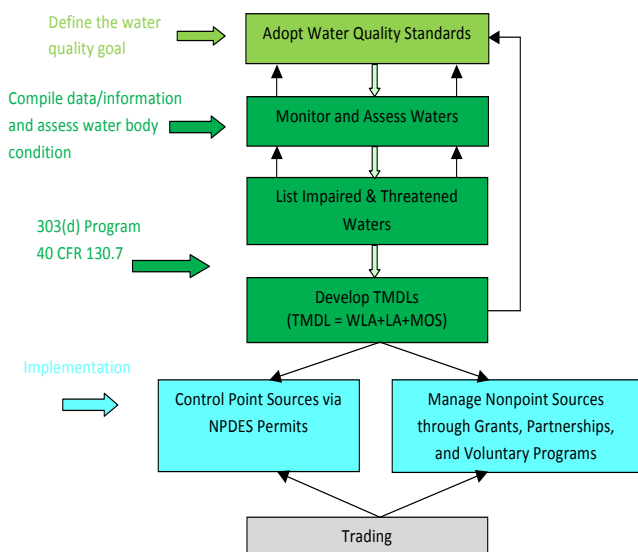 Define the water
quality goal
Adopt Water Quality Standards
Compile data/information
and assess water body
condition
Monitor and Assess Waters
List Impaired & Threatened
Waters
303(d) Program
40 CFR 130.7
Develop TMDLs
(TMDL = WLA+LA+MOS)
Implementation
Control Point Sources via
NPDES Permits
Manage Nonpoint Sources
through Grants, Partnerships,
and Voluntary Programs
Trading